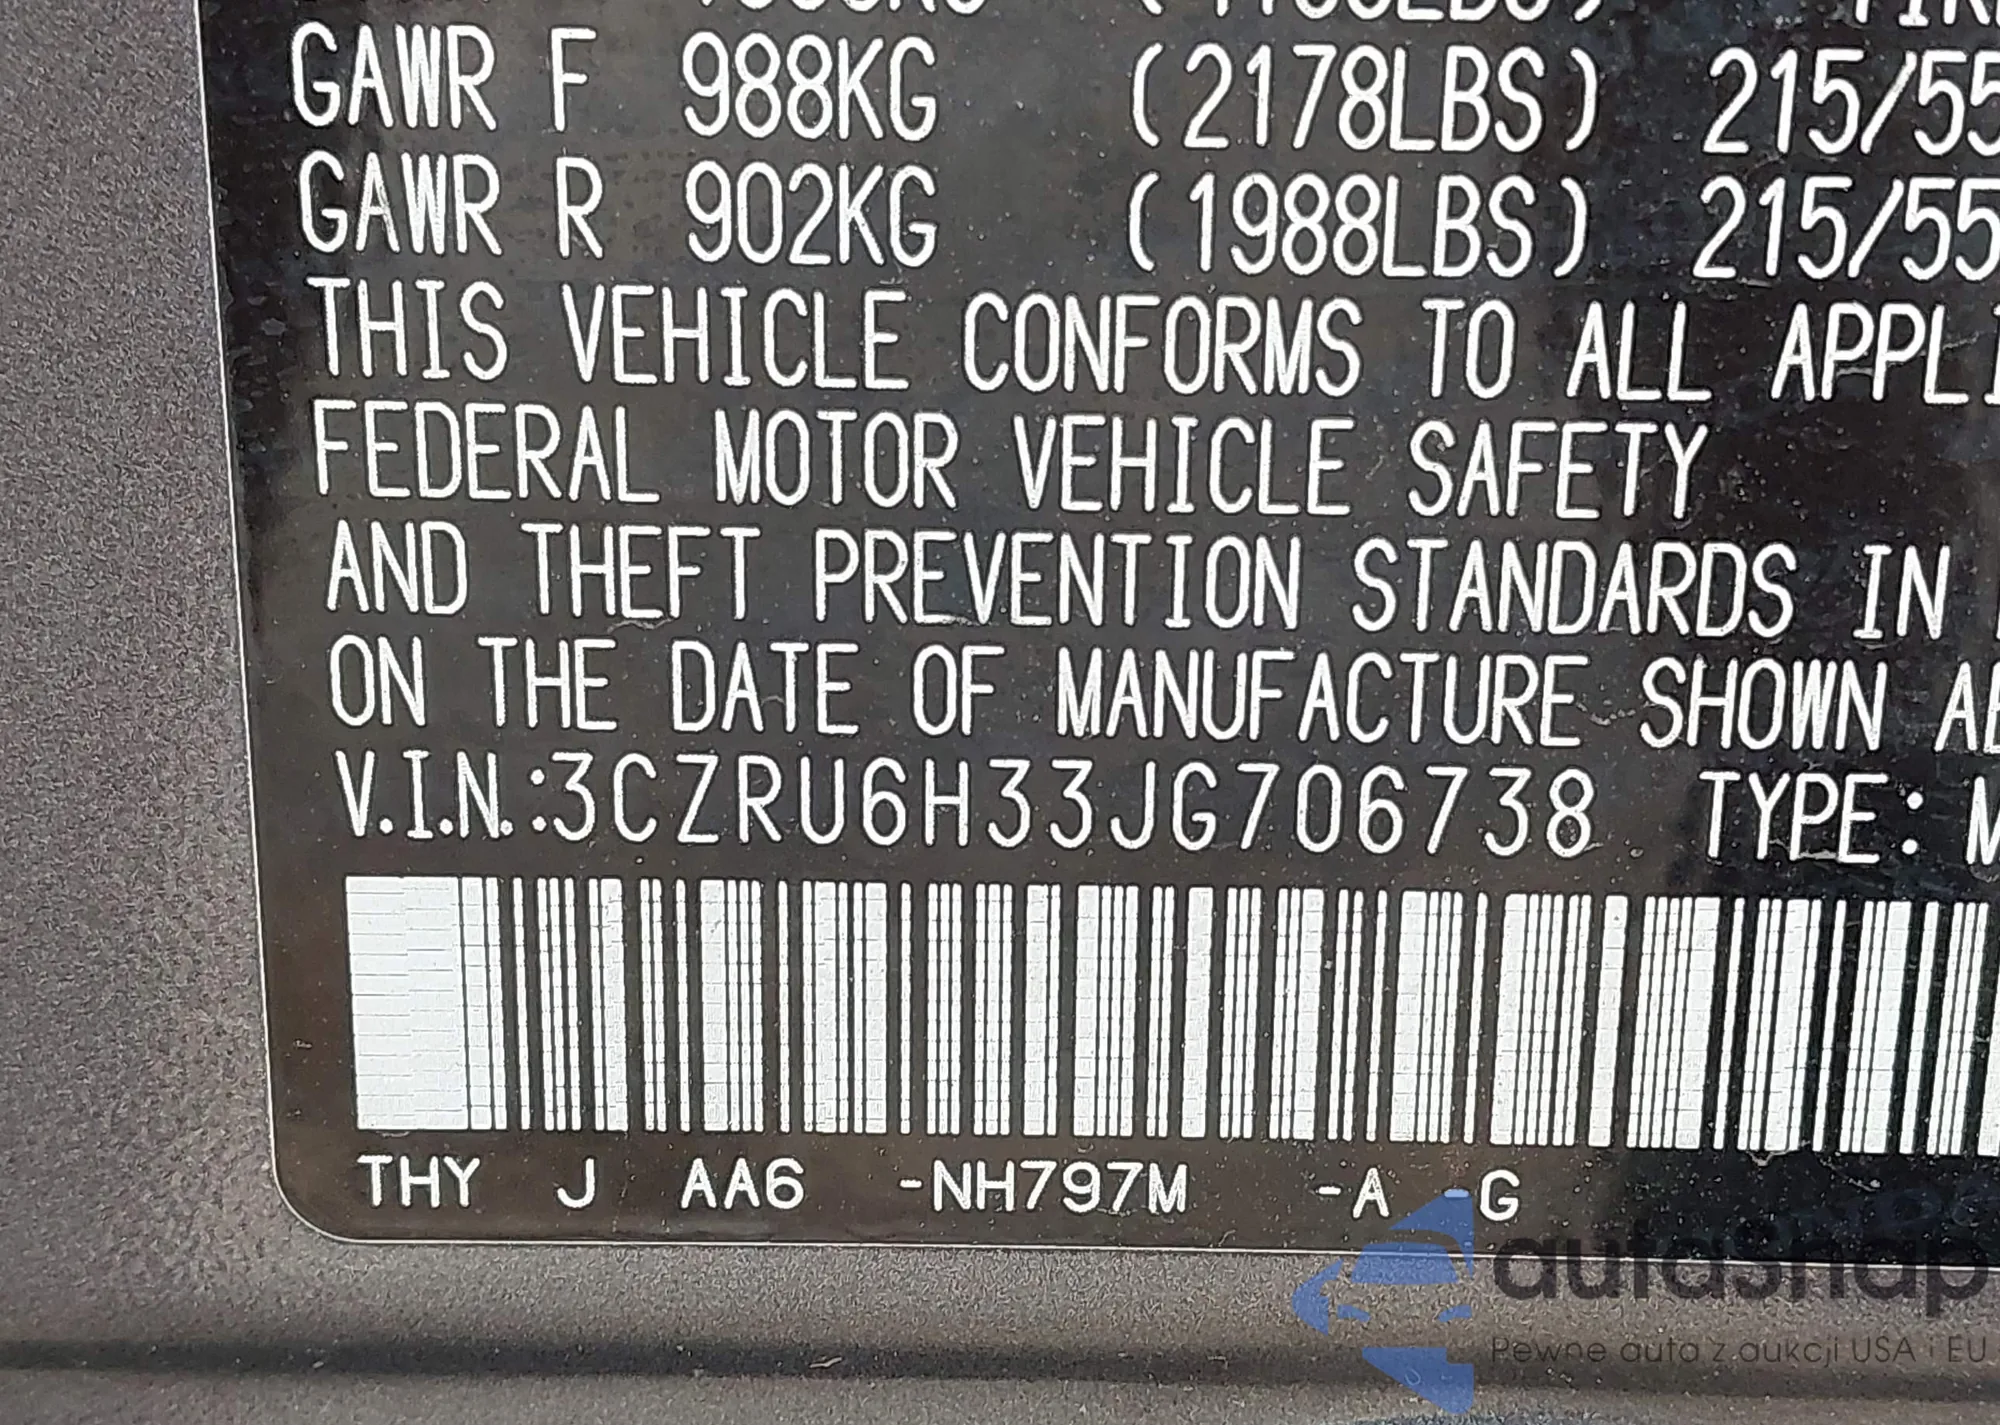 GAWR F 988KG (2178LBS) 215/55
GAWR R 902KG (1988LBS) 215/55
THIS VEHICLE CONFORMS TO ALL APPLI
FEDERAL MOTOR VEHICLE SAFETY
AND THEFT PREVENTION STANDARDS IN
ON THE DATE OF MANUFACTURE SHOWN AB
V.I.N.:3CZRU6H33JG706738 TYPE: M
THY J AA6 -NH797M -A G
autasnap
Pewne auta z aukcji USA i EU